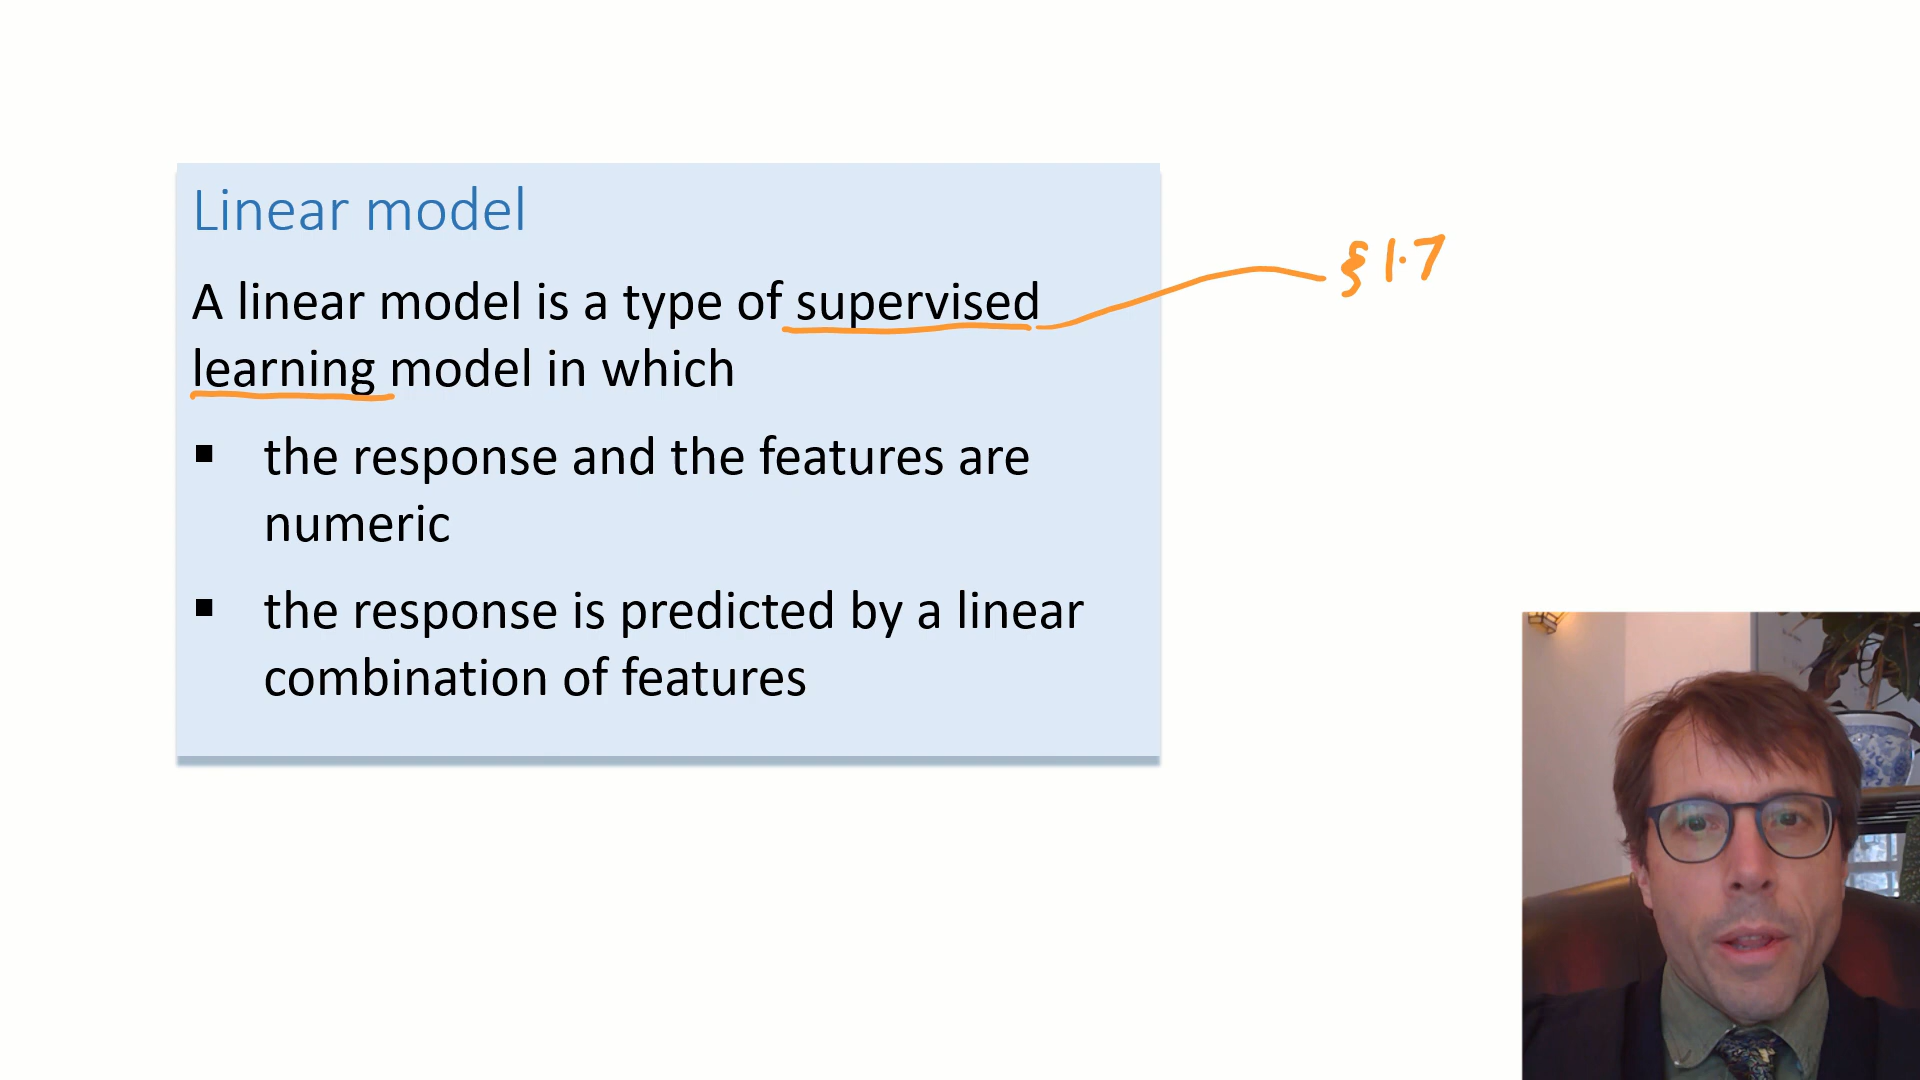 Linear model
A linear model is a type of supervised
learning model in which
▪ the response and the features are
numeric
▪ the response is predicted by a linear
combination of features
§ 1.7